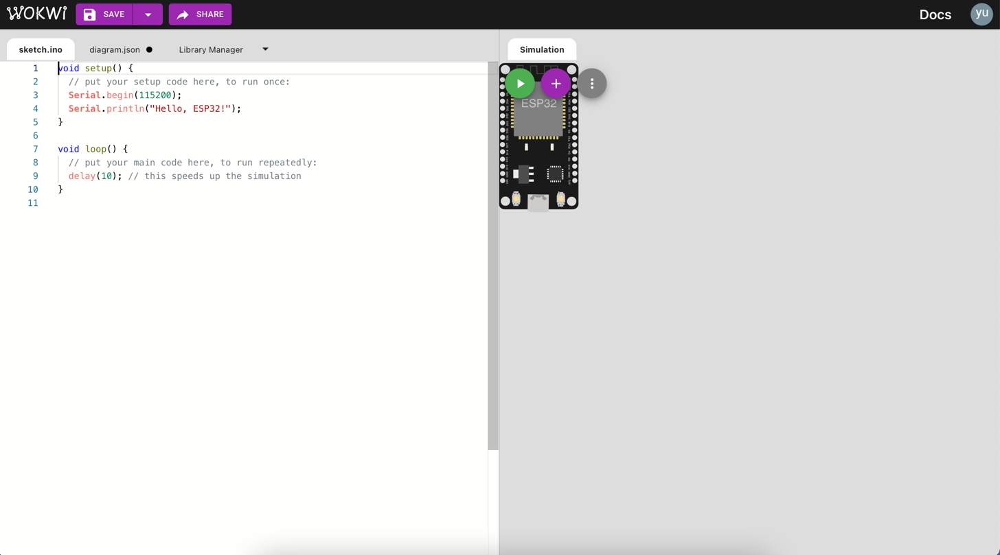 WOKWi SAVE SHARE Docs yu
sketch.ino diagram.json Library Manager
1 void setup() {
2 // put your setup code here, to run once:
3 Serial.begin(115200);
4 Serial.println("Hello, ESP32!");
5 }
6
7 void loop() {
8 // put your main code here, to run repeatedly:
9 delay(10); // this speeds up the simulation
10 }
11
Simulation
ESP32